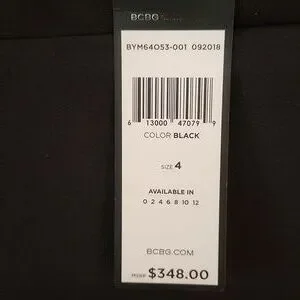 BCBG
BYM64O53-001 092018
6 13000 47079 9
COLOR BLACK
SIZE 4
AVAILABLE IN
0 2 4 6 8 10 12
BCBG.COM
MSRP $348.00